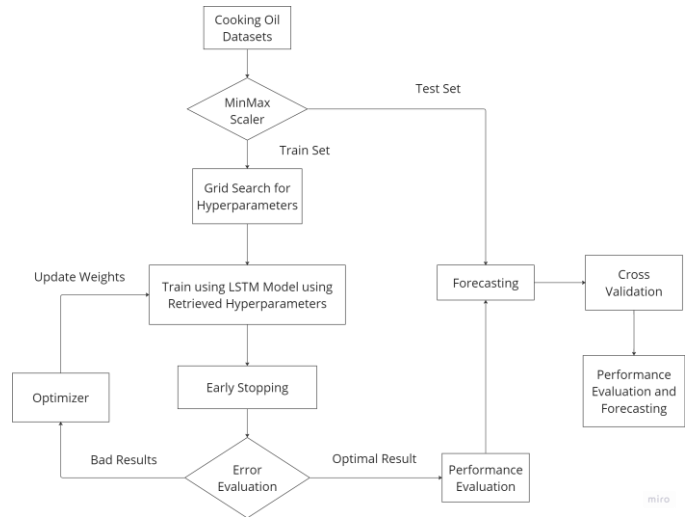 Cooking Oil
Datasets
MinMax
Scaler
Test Set
Train Set
Grid Search for
Hyperparameters
Update Weights
Train using LSTM Model using
Retrieved Hyperparameters
Forecasting
Cross
Validation
Optimizer
Early Stopping
Performance
Evaluation and
Forecasting
Bad Results
Error
Evaluation
Optimal Result
Performance
Evaluation
miro